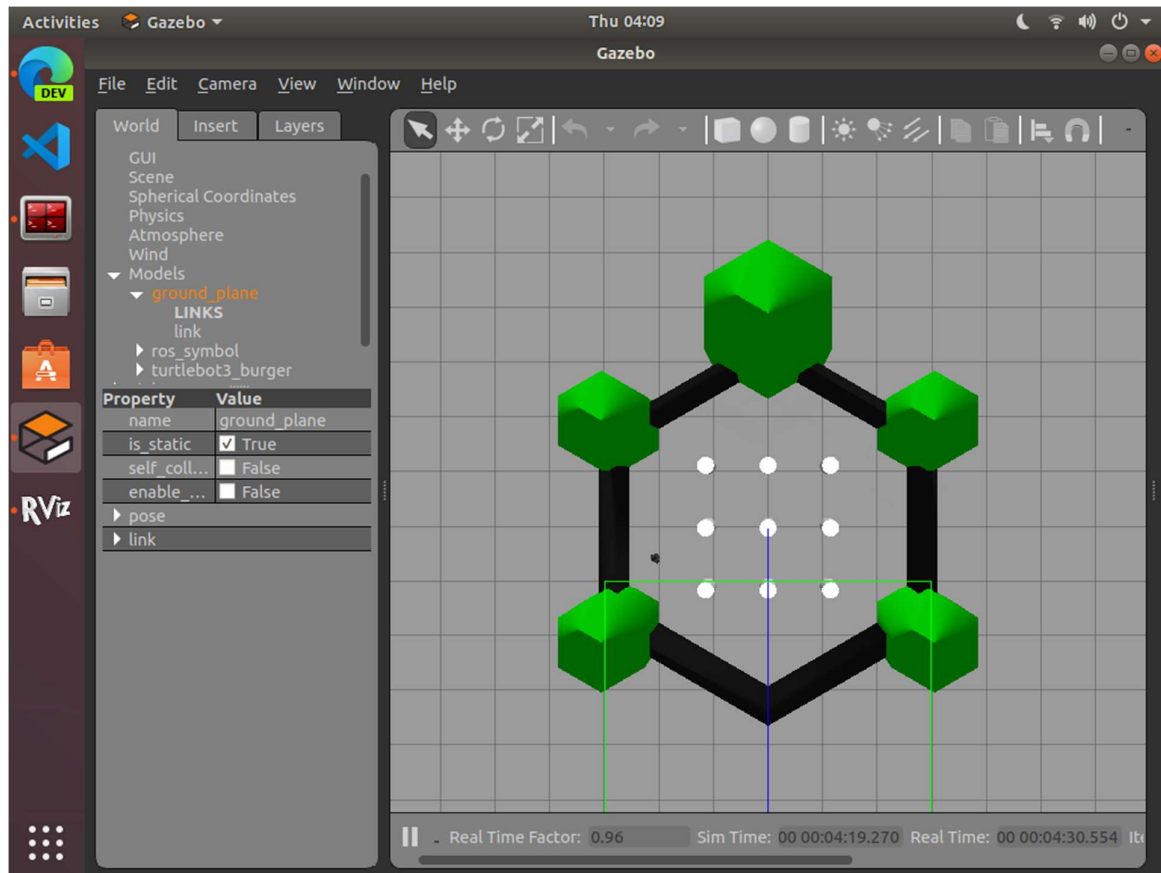 Activities Gazebo Thu 04:09
Gazebo
DEV
File Edit Camera View Window Help
World Insert Layers
GUI
Scene
Spherical Coordinates
Physics
Atmosphere
Wind
Models
ground_plane
LINKS
link
ros_symbol
turtlebot3_burger
Property Value
name ground_plane
is_static True
self_coll... False
enable_... False
pose
link
RViz
Real Time Factor: 0.96 Sim Time: 00 00:04:19.270 Real Time: 00 00:04:30.554 Ite